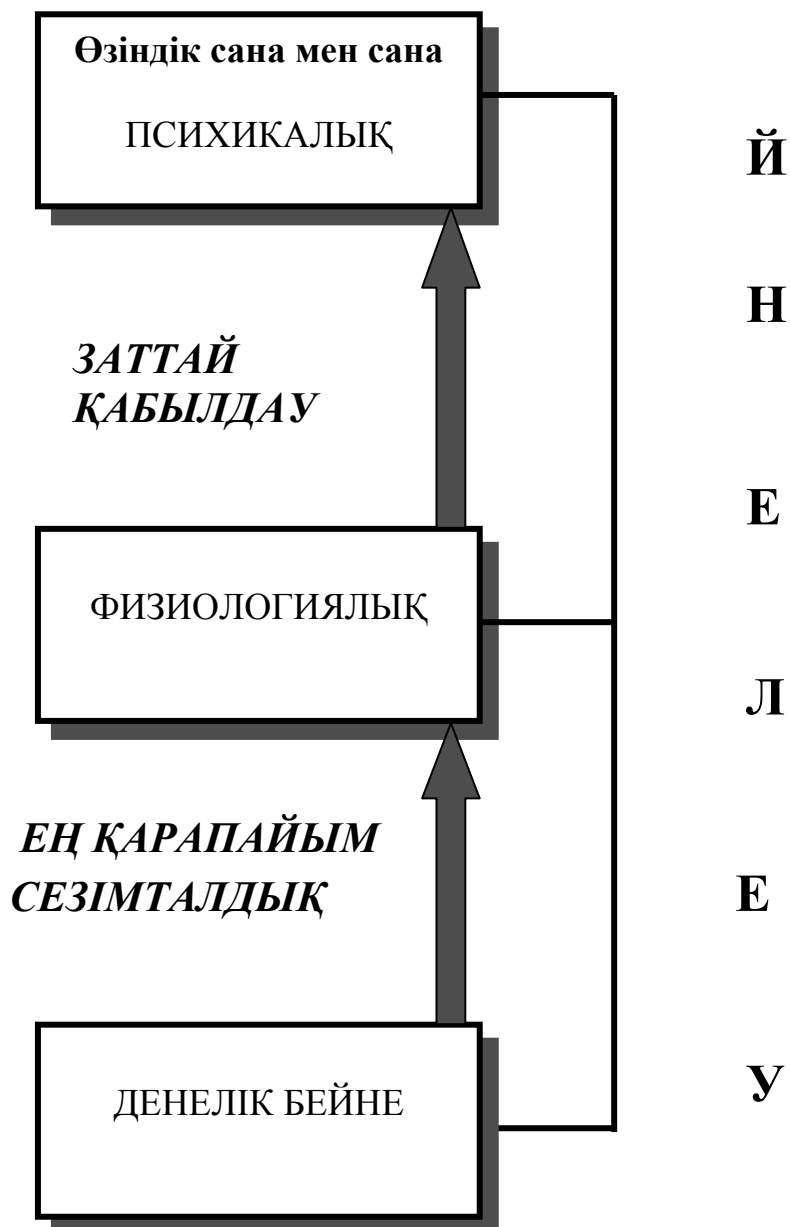 Өзіндік сана мен сана
ПСИХИКАЛЫҚ
ЗАТТАЙ
ҚАБЫЛДАУ
ФИЗИОЛОГИЯЛЫҚ
ЕҢ ҚАРАПАЙЫМ
СЕЗІМТАЛДЫҚ
ДЕНЕЛІК БЕЙНЕ
Й
Н
Е
Л
Е
У